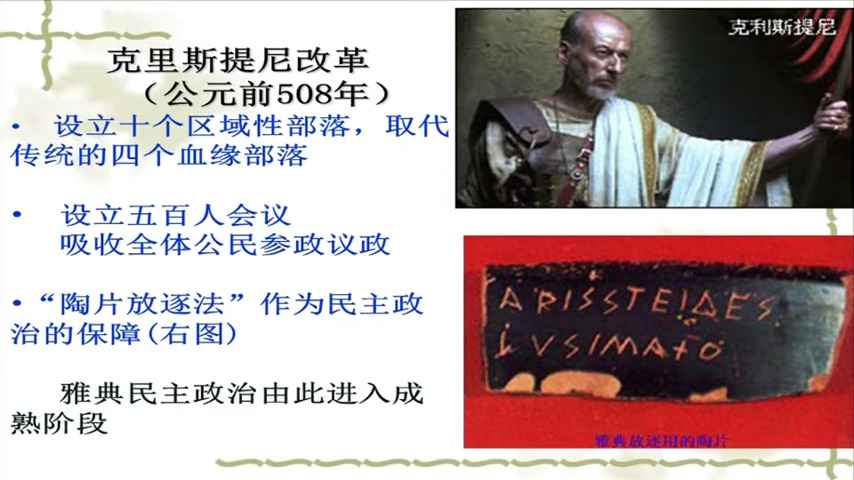 克里斯提尼改革
（公元前508年）
• 设立十个区域性部落，取代
传统的四个血缘部落
• 设立五百人会议
吸收全体公民参政议政
•“陶片放逐法”作为民主政
治的保障(右图)
雅典民主政治由此进入成
熟阶段
克利斯提尼
ARISSTEIΔES
LVSIMAТO
雅典放逐用的陶片